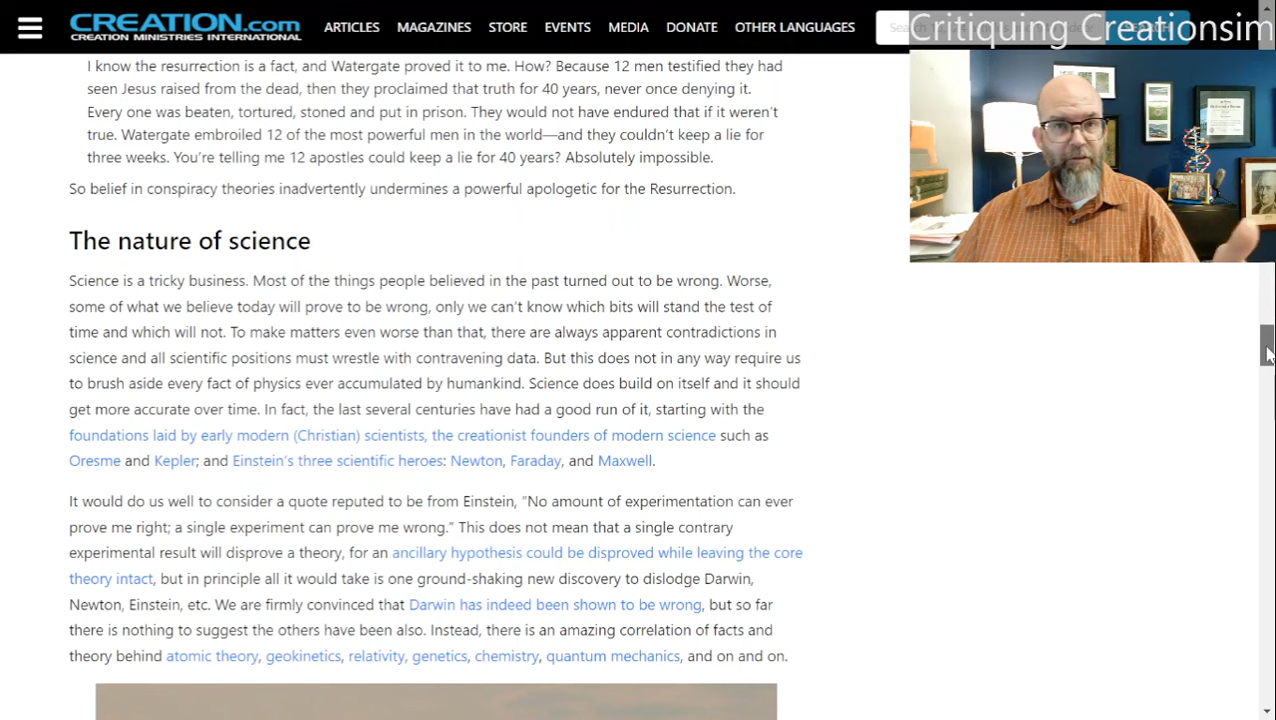 CREATION.com
CREATION MINISTRIES INTERNATIONAL
ARTICLES MAGAZINES STORE EVENTS MEDIA DONATE OTHER LANGUAGES
Critiquing Creationsim
I know the resurrection is a fact, and Watergate proved it to me. How? Because 12 men testified they had
seen Jesus raised from the dead, then they proclaimed that truth for 40 years, never once denying it.
Every one was beaten, tortured, stoned and put in prison. They would not have endured that if it weren't
true. Watergate embroiled 12 of the most powerful men in the world—and they couldn't keep a lie for
three weeks. You're telling me 12 apostles could keep a lie for 40 years? Absolutely impossible.
So belief in conspiracy theories inadvertently undermines a powerful apologetic for the Resurrection.
The nature of science
Science is a tricky business. Most of the things people believed in the past turned out to be wrong. Worse,
some of what we believe today will prove to be wrong, only we can't know which bits will stand the test of
time and which will not. To make matters even worse than that, there are always apparent contradictions in
science and all scientific positions must wrestle with contravening data. But this does not in any way require us
to brush aside every fact of physics ever accumulated by humankind. Science does build on itself and it should
get more accurate over time. In fact, the last several centuries have had a good run of it, starting with the
foundations laid by early modern (Christian) scientists, the creationist founders of modern science such as
Oresme and Kepler; and Einstein's three scientific heroes: Newton, Faraday, and Maxwell.
It would do us well to consider a quote reputed to be from Einstein, "No amount of experimentation can ever
prove me right; a single experiment can prove me wrong." This does not mean that a single contrary
experimental result will disprove a theory, for an ancillary hypothesis could be disproved while leaving the core
theory intact, but in principle all it would take is one ground-shaking new discovery to dislodge Darwin,
Newton, Einstein, etc. We are firmly convinced that Darwin has indeed been shown to be wrong, but so far
there is nothing to suggest the others have been also. Instead, there is an amazing correlation of facts and
theory behind atomic theory, geokinetics, relativity, genetics, chemistry, quantum mechanics, and on and on.